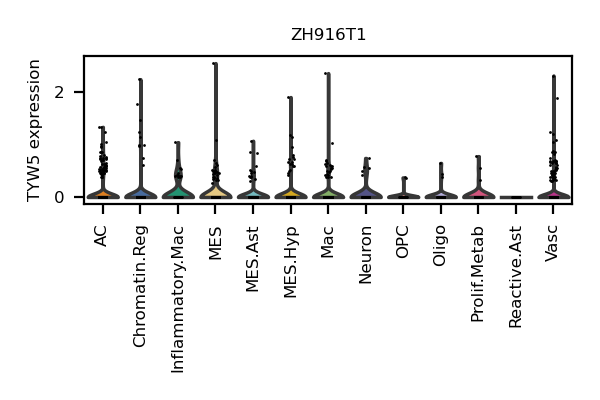 ZH916T1
TYW5 expression
2
0
AC
Chromatin.Reg
Inflammatory.Mac
MES
MES.Ast
MES.Hyp
Mac
Neuron
OPC
Oligo
Prolif.Metab
Reactive.Ast
Vasc